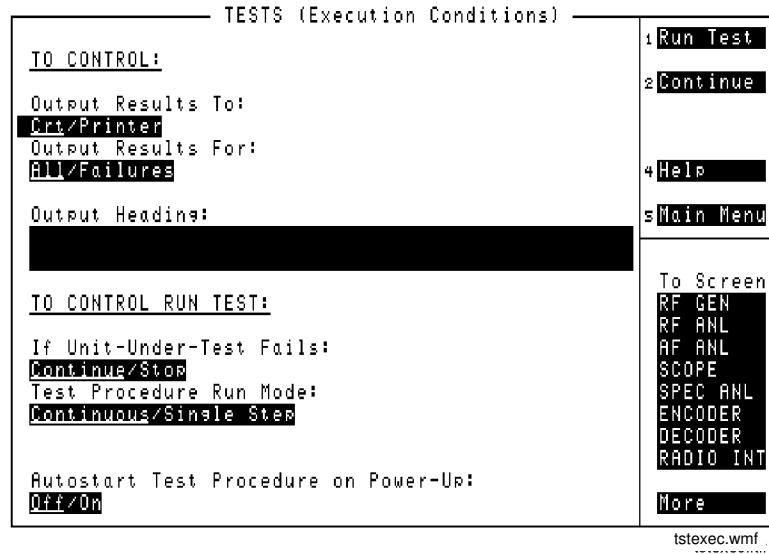 TESTS (Execution Conditions)
TO CONTROL:
Output Results To:
Crt/Printer
Output Results For:
All/Failures
Output Heading:
TO CONTROL RUN TEST:
If Unit-Under-Test Fails:
Continue/Stop
Test Procedure Run Mode:
Continuous/Single Step
Autostart Test Procedure on Power-Up:
Off/On
1 Run Test
2 Continue
4 Help
5 Main Menu
To Screen
RF GEN
RF ANL
AF ANL
SCOPE
SPEC ANL
ENCODER
DECODER
RADIO INT
More
tstexec.wmf